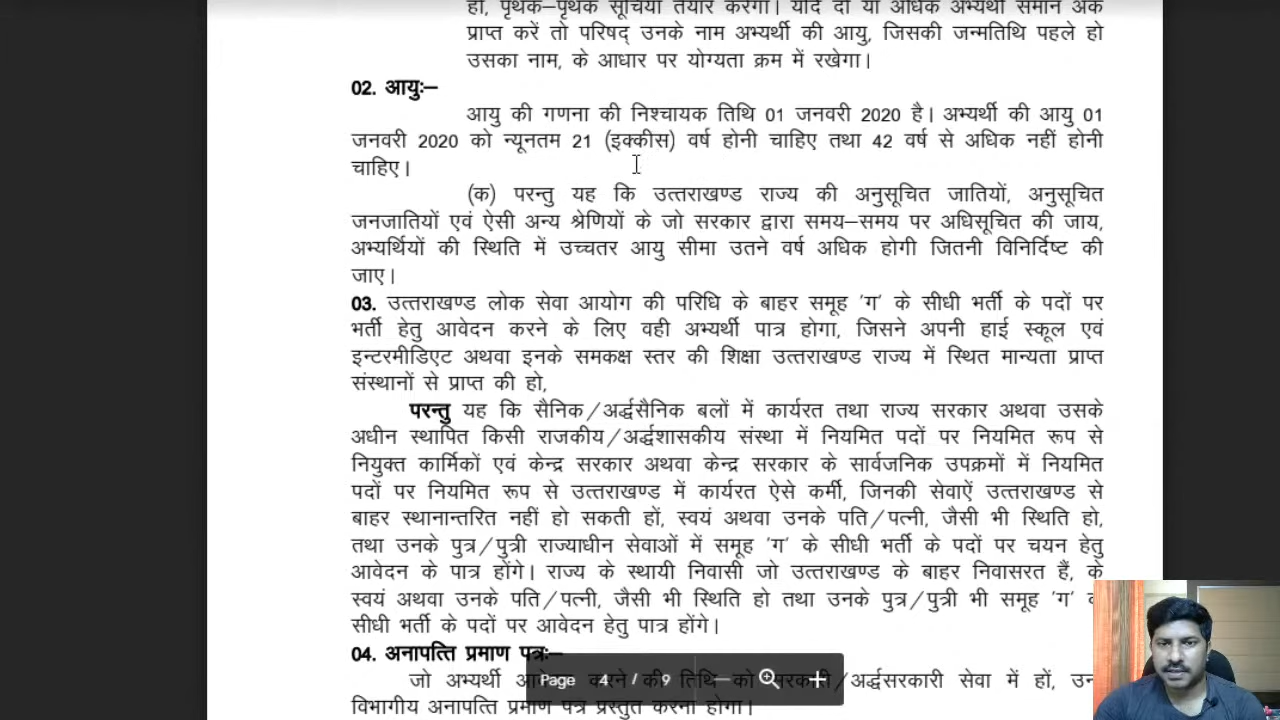 हो, पृथक–पृथक सूचियां तैयार करेगा। यदि दो या अधिक अभ्यर्थी समान अंक
प्राप्त करें तो परिषद् उनके नाम अभ्यर्थी की आयु, जिसकी जन्मतिथि पहले हो
उसका नाम, के आधार पर योग्यता क्रम में रखेगा।
02. आयुः–
आयु की गणना की निश्चायक तिथि 01 जनवरी 2020 है। अभ्यर्थी की आयु 01
जनवरी 2020 को न्यूनतम 21 (इक्कीस) वर्ष होनी चाहिए तथा 42 वर्ष से अधिक नहीं होनी
चाहिए।
(क) परन्तु यह कि उत्तराखण्ड राज्य की अनुसूचित जातियों, अनुसूचित
जनजातियों एवं ऐसी अन्य श्रेणियों के जो सरकार द्वारा समय–समय पर अधिसूचित की जाय,
अभ्यर्थियों की स्थिति में उच्चतर आयु सीमा उतने वर्ष अधिक होगी जितनी विनिर्दिष्ट की
जाए।
03. उत्तराखण्ड लोक सेवा आयोग की परिधि के बाहर समूह 'ग' के सीधी भर्ती के पदों पर
भर्ती हेतु आवेदन करने के लिए वही अभ्यर्थी पात्र होगा, जिसने अपनी हाई स्कूल एवं
इन्टरमीडिएट अथवा इनके समकक्ष स्तर की शिक्षा उत्तराखण्ड राज्य में स्थित मान्यता प्राप्त
संस्थानों से प्राप्त की हो,
परन्तु यह कि सैनिक/अर्द्धसैनिक बलों में कार्यरत तथा राज्य सरकार अथवा उसके
अधीन स्थापित किसी राजकीय/अर्द्धशासकीय संस्था में नियमित पदों पर नियमित रूप से
नियुक्त कार्मिकों एवं केन्द्र सरकार अथवा केन्द्र सरकार के सार्वजनिक उपक्रमों में नियमित
पदों पर नियमित रूप से उत्तराखण्ड में कार्यरत ऐसे कर्मी, जिनकी सेवाऐं उत्तराखण्ड से
बाहर स्थानान्तरित नहीं हो सकती हों, स्वयं अथवा उनके पति/पत्नी, जैसी भी स्थिति हो,
तथा उनके पुत्र/पुत्री राज्याधीन सेवाओं में समूह 'ग' के सीधी भर्ती के पदों पर चयन हेतु
आवेदन के पात्र होंगे। राज्य के स्थायी निवासी जो उत्तराखण्ड के बाहर निवासरत हैं, के
स्वयं अथवा उनके पति/पत्नी, जैसी भी स्थिति हो तथा उनके पुत्र/पुत्री भी समूह 'ग'
सीधी भर्ती के पदों पर आवेदन हेतु पात्र होंगे।
04. अनापत्ति प्रमाण पत्रः–
जो अभ्यर्थी आवेदन करने की तिथि को सरकारी/अर्द्धसरकारी सेवा में हों,
विभागीय अनापत्ति प्रमाण पत्र प्रस्तुत करना होगा।
Page 4 / 9